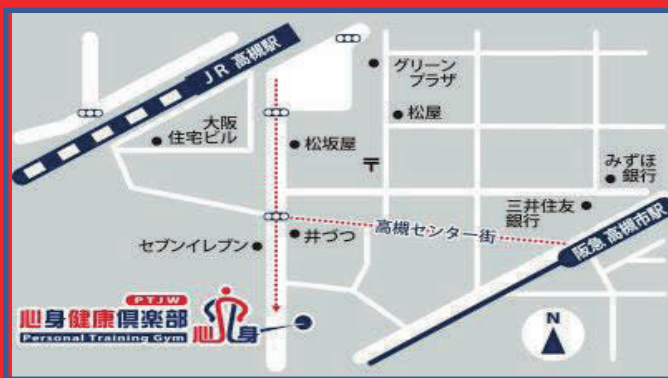 JR 高槻駅
グリーン
プラザ
松屋
大阪
住宅ビル
松坂屋
〒
みずほ
銀行
三井住友
銀行
阪急 高槻市駅
高槻センター街
井づつ
セブンイレブン
PTJW
心身健康倶楽部
Personal Training Gym
心身
N